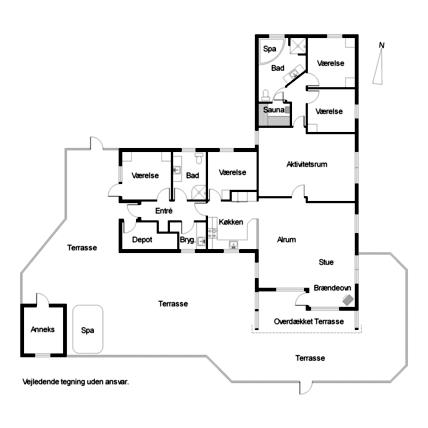 Spa
N
Værelse
Bad
Sauna
Værelse
Aktivitetsrum
Værelse
Bad
Værelse
Entré
Køkken
Terrasse
Depot
Bryg.
Alrum
Stue
Brændeovn
Terrasse
Overdækket Terrasse
Anneks
Spa
Terrasse
Vejledende tegning uden ansvar.